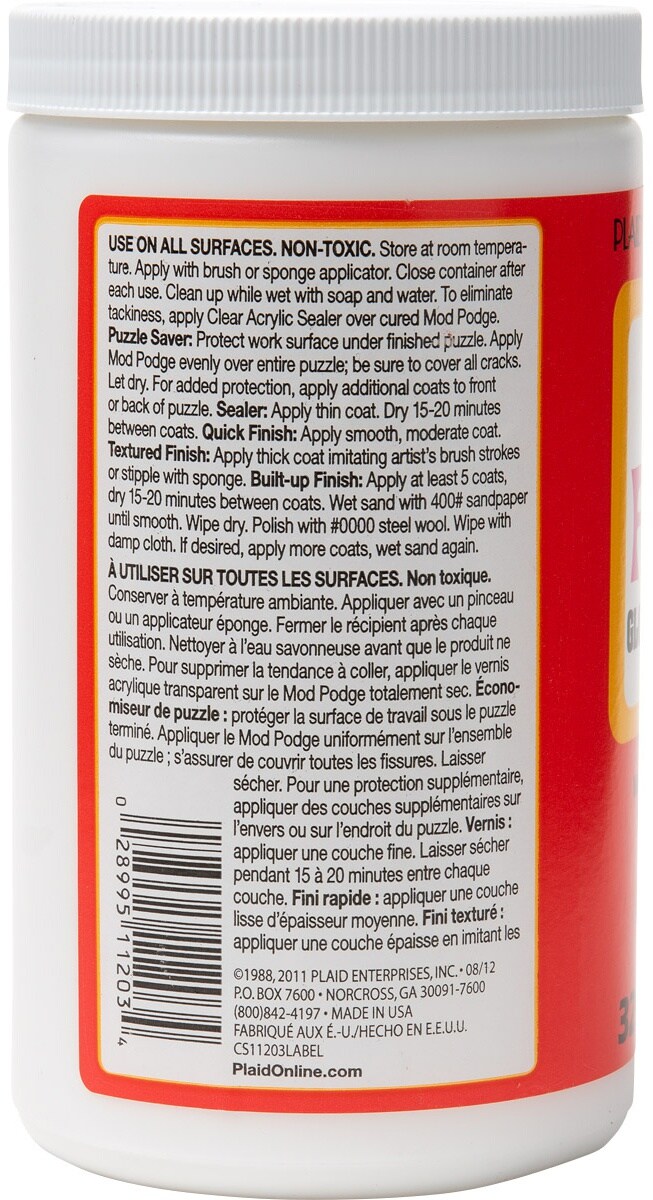 USE ON ALL SURFACES. NON-TOXIC. Store at room tempera-
ture. Apply with brush or sponge applicator. Close container after
each use. Clean up while wet with soap and water. To eliminate
tackiness, apply Clear Acrylic Sealer over cured Mod Podge.
Puzzle Saver: Protect work surface under finished puzzle. Apply
Mod Podge evenly over entire puzzle; be sure to cover all cracks.
Let dry. For added protection, apply additional coats to front
or back of puzzle. Sealer: Apply thin coat. Dry 15-20 minutes
between coats. Quick Finish: Apply smooth, moderate coat.
Textured Finish: Apply thick coat imitating artist's brush strokes
or stipple with sponge. Built-up Finish: Apply at least 5 coats,
dry 15-20 minutes between coats. Wet sand with 400# sandpaper
until smooth. Wipe dry. Polish with #0000 steel wool. Wipe with
damp cloth. If desired, apply more coats, wet sand again.
À UTILISER SUR TOUTES LES SURFACES. Non toxique.
Conserver à température ambiante. Appliquer avec un pinceau
ou un applicateur éponge. Fermer le récipient après chaque
utilisation. Nettoyer à l'eau savonneuse avant que le produit ne
sèche. Pour supprimer la tendance à coller, appliquer le vernis
acrylique transparent sur le Mod Podge totalement sec. Écono-
miseur de puzzle : protéger la surface de travail sous le puzzle
terminé. Appliquer le Mod Podge uniformément sur l'ensemble
du puzzle ; s'assurer de couvrir toutes les fissures. Laisser
sécher. Pour une protection supplémentaire,
appliquer des couches supplémentaires sur
l'envers ou sur l'endroit du puzzle. Vernis :
appliquer une couche fine. Laisser sécher
pendant 15 à 20 minutes entre chaque
couche. Fini rapide : appliquer une couche
lisse d'épaisseur moyenne. Fini texturé :
appliquer une couche épaisse en imitant les
0 28995 11203 4
©1988, 2011 PLAID ENTERPRISES, INC. • 08/12
P.O. BOX 7600 • NORCROSS, GA 30091-7600
(800)842-4197 • MADE IN USA
FABRIQUÉ AUX É.-U./HECHO EN E.E.U.U.
CS11203LABEL
PlaidOnline.com